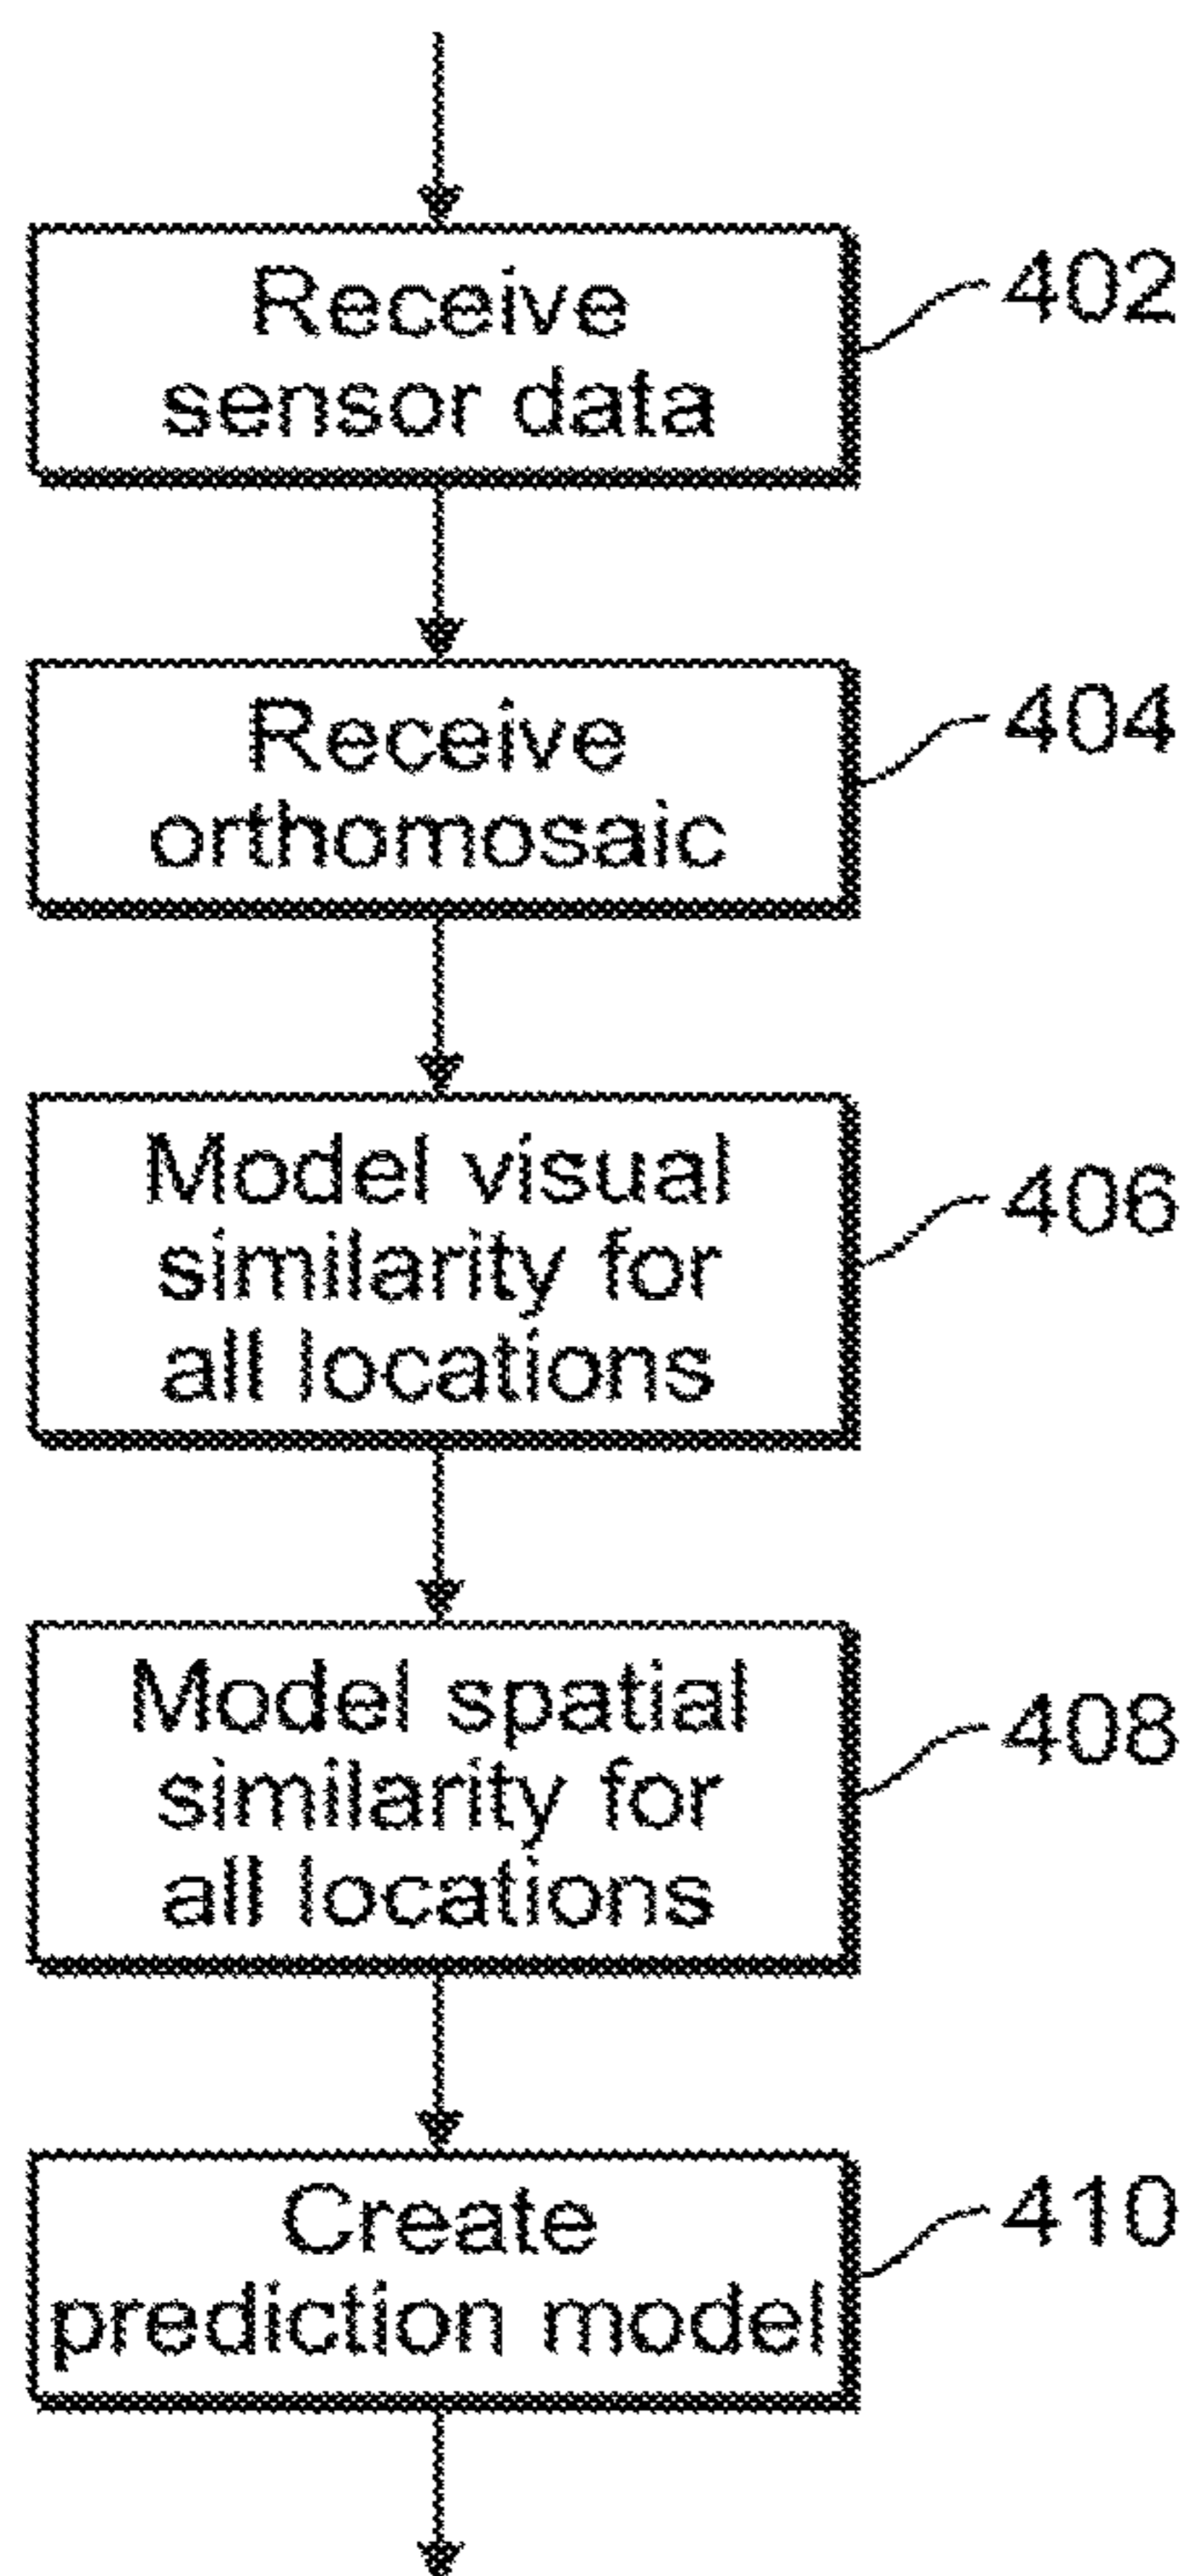 Receive
sensor data
402
Receive
orthomosaic
404
Model visual
similarity for
all locations
406
Model spatial
similarity for
all locations
408
Create
prediction model
410